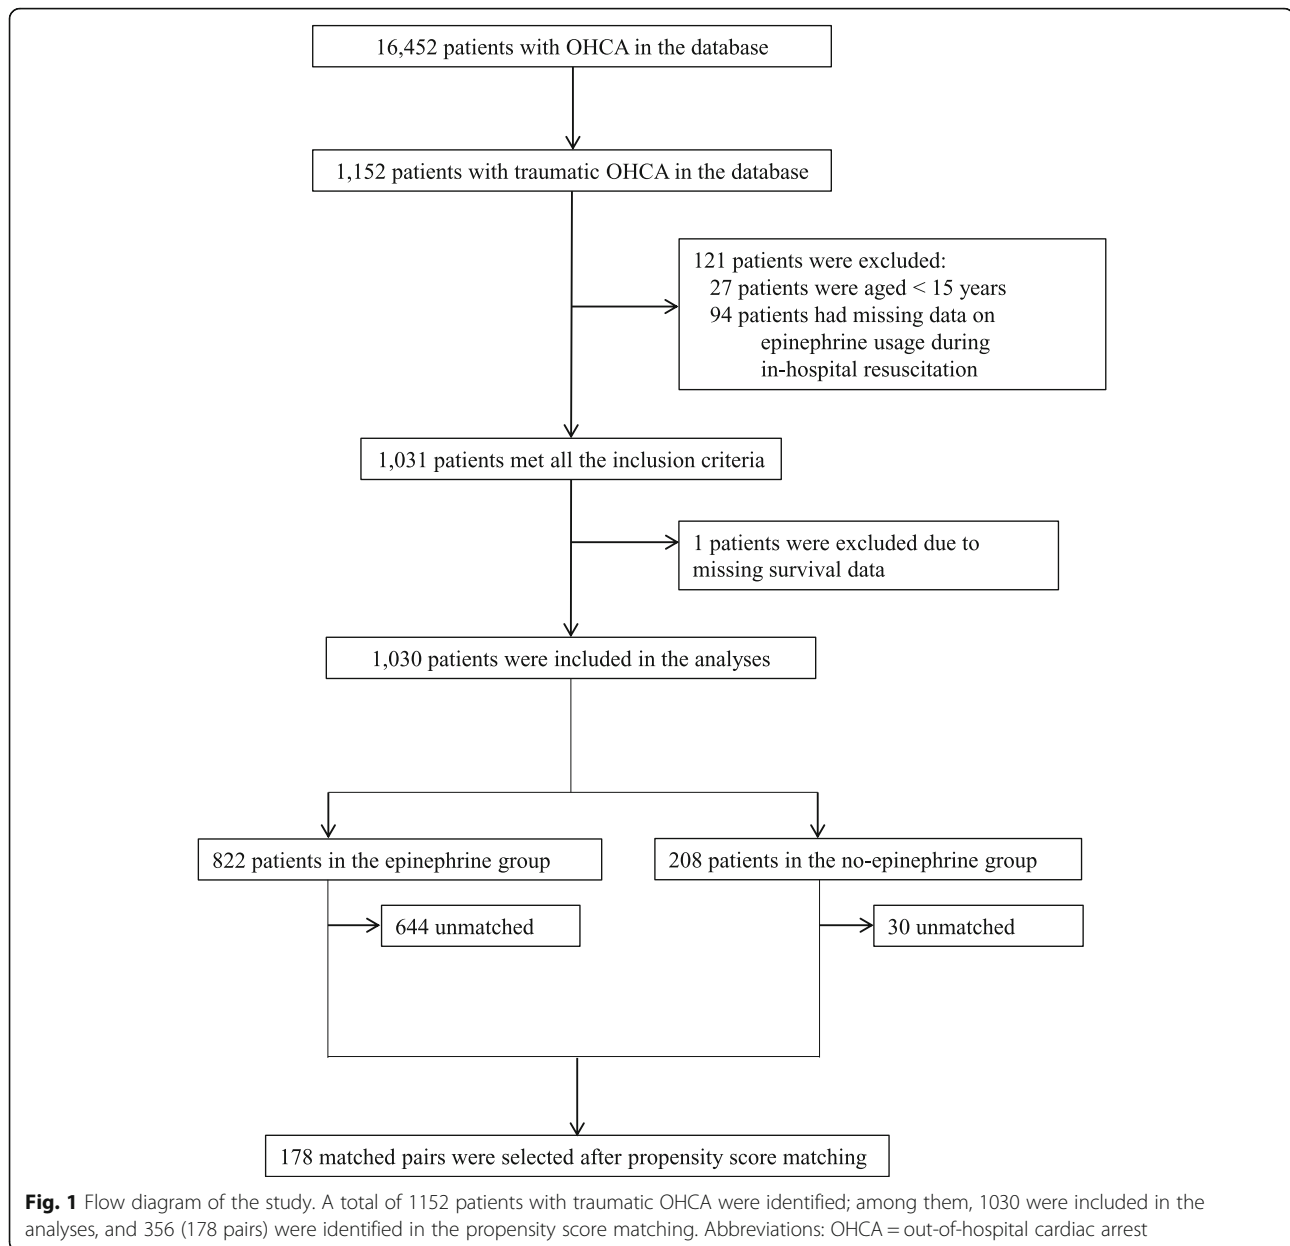 16,452 patients with OHCA in the database
1,152 patients with traumatic OHCA in the database
121 patients were excluded:
27 patients were aged < 15 years
94 patients had missing data on
epinephrine usage during
in-hospital resuscitation
1,031 patients met all the inclusion criteria
1 patients were excluded due to
missing survival data
1,030 patients were included in the analyses
822 patients in the epinephrine group
208 patients in the no-epinephrine group
644 unmatched
30 unmatched
178 matched pairs were selected after propensity score matching
Fig. 1 Flow diagram of the study. A total of 1152 patients with traumatic OHCA were identified; among them, 1030 were included in the
analyses, and 356 (178 pairs) were identified in the propensity score matching. Abbreviations: OHCA = out-of-hospital cardiac arrest